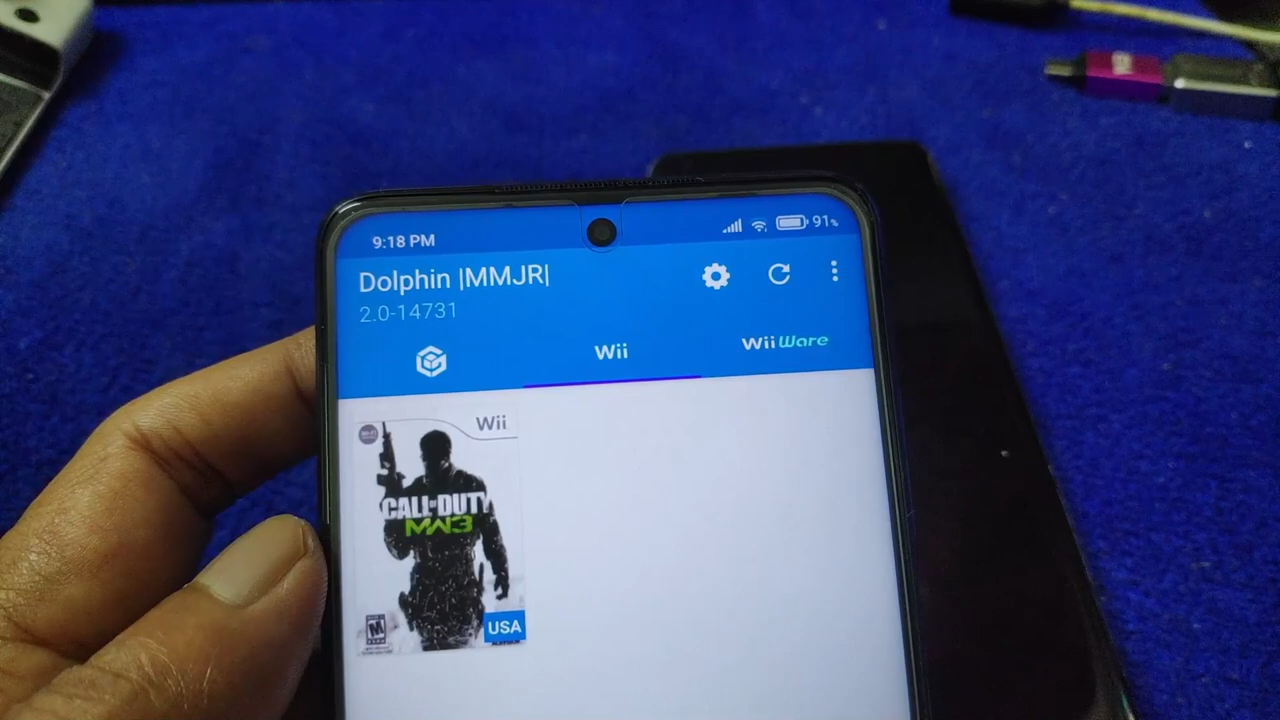 9:18 PM
91%
Dolphin |MMJR|
2.0-14731
Wii
WiiWare
Wii
CALL OF DUTY
MW3
M
USA